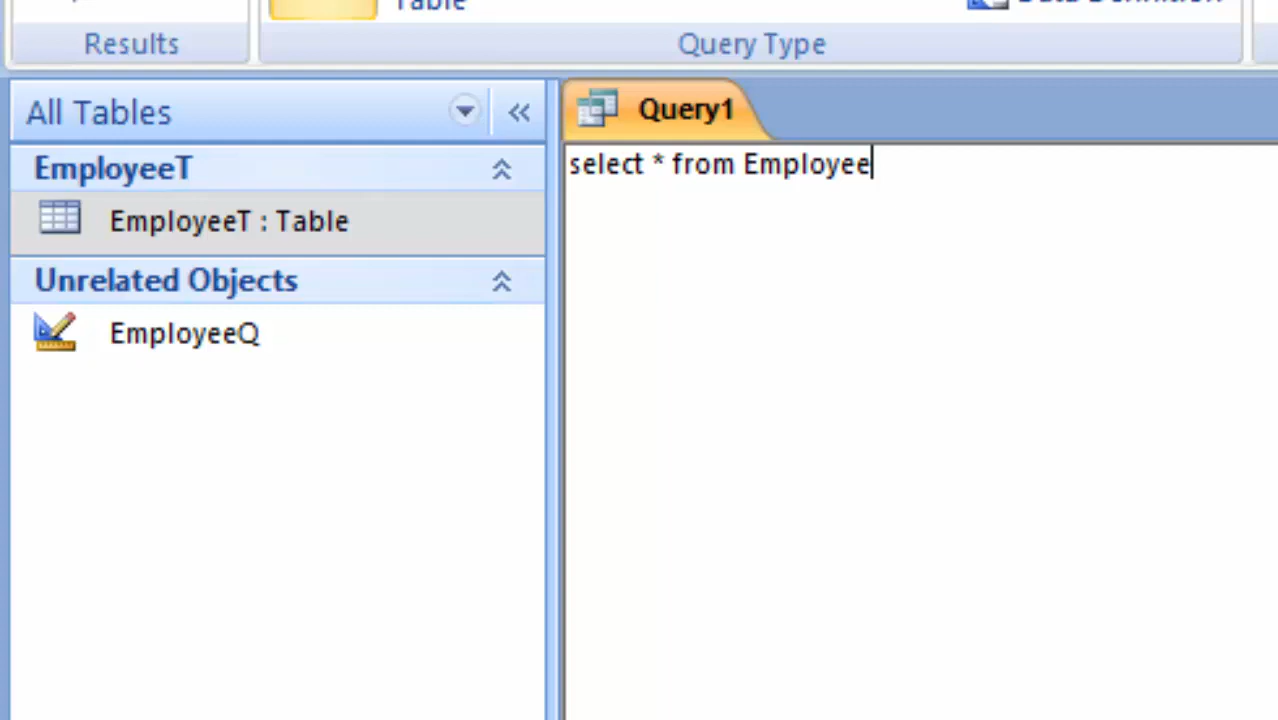 Table
Results
Query Type
All Tables
Query1
EmployeeT
select * from Employee
EmployeeT : Table
Unrelated Objects
EmployeeQ